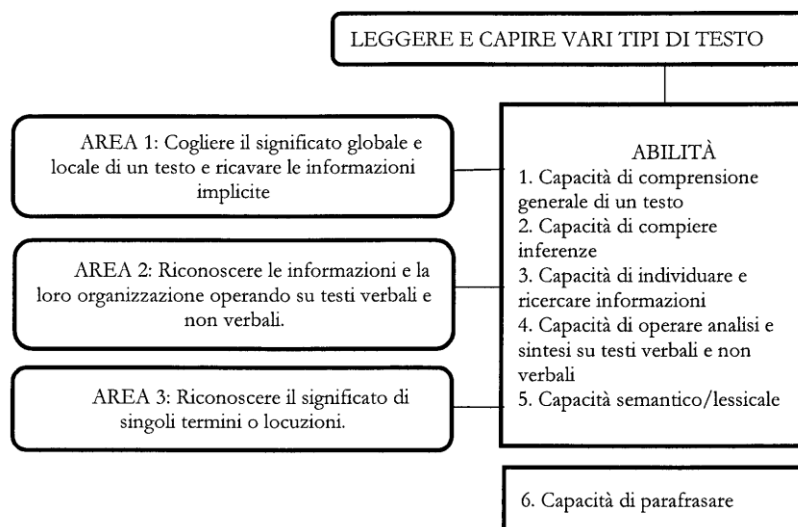 LEGGERE E CAPIRE VARI TIPI DI TESTO
AREA 1: Cogliere il significato globale e
locale di un testo e ricavare le informazioni
implicite
AREA 2: Riconoscere le informazioni e la
loro organizzazione operando su testi verbali e
non verbali.
AREA 3: Riconoscere il significato di
singoli termini o locuzioni.
ABILITÀ
1. Capacità di comprensione
generale di un testo
2. Capacità di compiere
inferenze
3. Capacità di individuare e
ricercare informazioni
4. Capacità di operare analisi e
sintesi su testi verbali e non
verbali
5. Capacità semantico/lessicale
6. Capacità di parafrasare